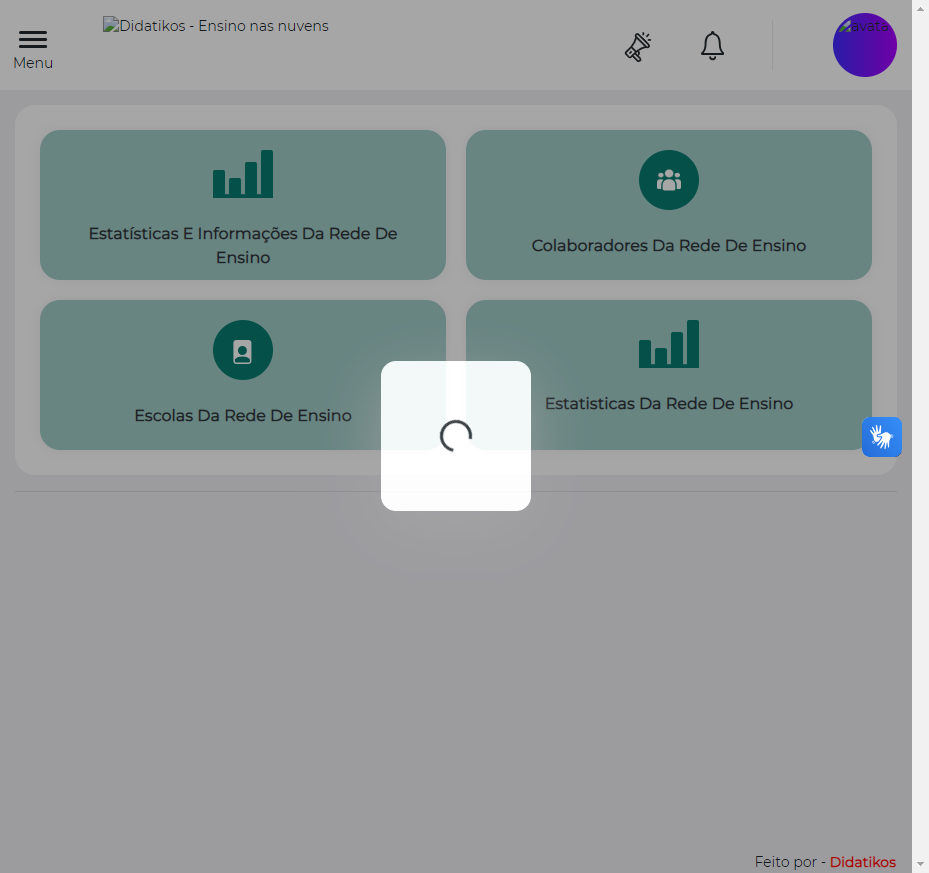 Didatikos - Ensino nas nuvens
Menu
avata
Estatísticas E Informações Da Rede De
Ensino
Colaboradores Da Rede De Ensino
Escolas Da Rede De Ensino
Estatisticas Da Rede De Ensino
Feito por - Didatikos